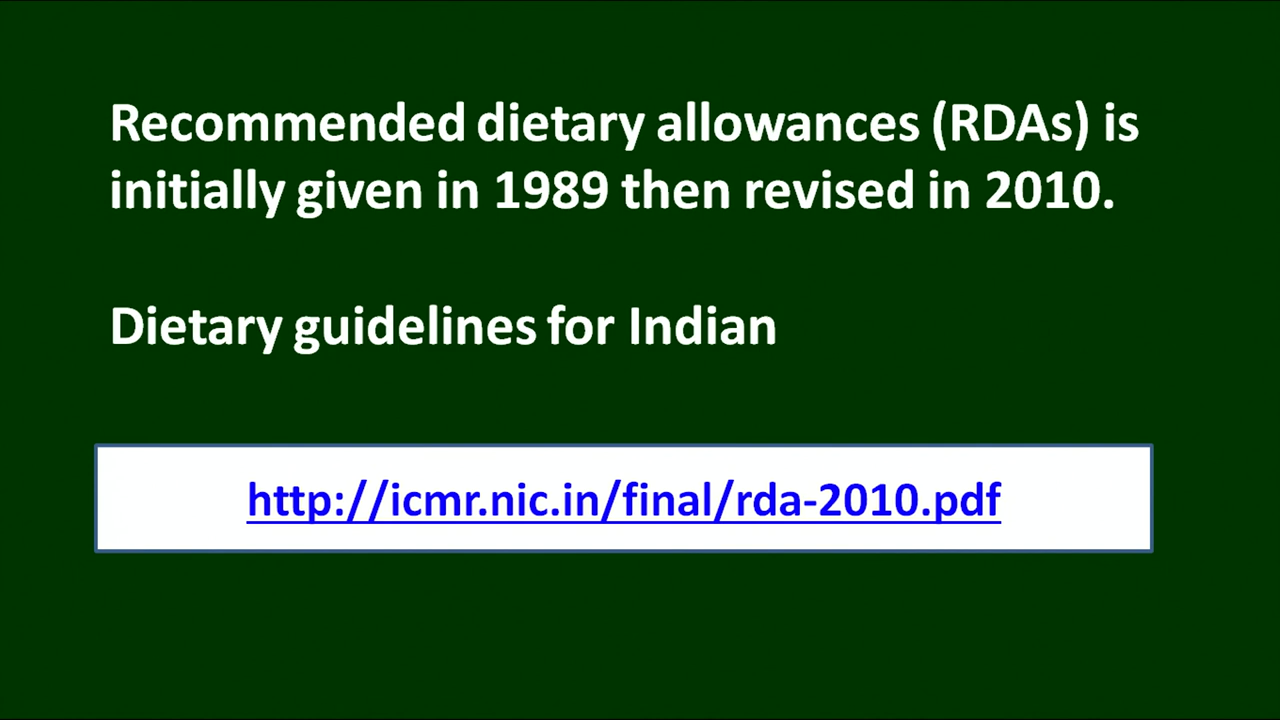 Recommended dietary allowances (RDAs) is
initially given in 1989 then revised in 2010.
Dietary guidelines for Indian
http://icmr.nic.in/final/rda-2010.pdf